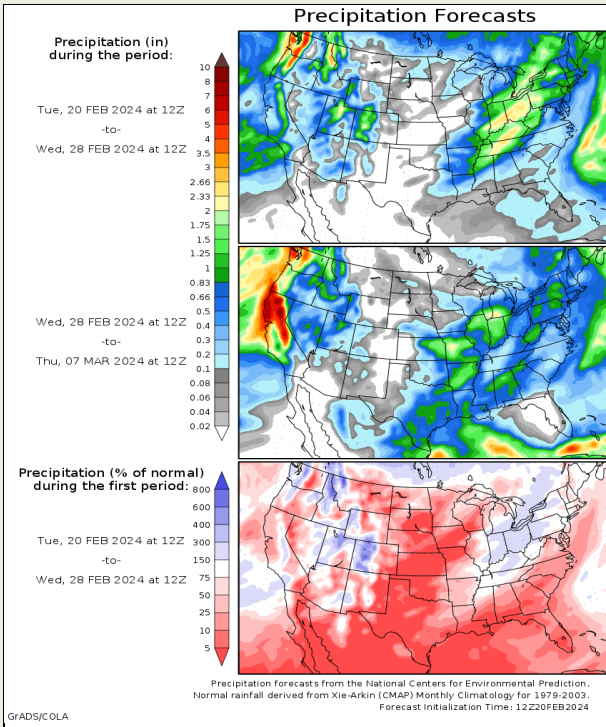 Precipitation Forecasts
Precipitation (in)
during the period:
Tue, 20 FEB 2024 at 12Z
-to-
Wed, 28 FEB 2024 at 12Z
10
8
7
6
5
4
3.5
3
2.66
2.33
2
1.75
1.5
1.25
1
0.83
0.66
0.5
0.4
0.3
0.2
0.1
0.08
0.06
0.04
0.02
Wed, 28 FEB 2024 at 12Z
-to-
Thu, 07 MAR 2024 at 12Z
Precipitation (% of normal)
during the first period:
Tue, 20 FEB 2024 at 12Z
-to-
Wed, 28 FEB 2024 at 12Z
800
600
400
300
150
75
50
25
10
5
Precipitation forecasts from the National Centers for Environmental Prediction.
Normal rainfall derived from Xie-Arkin (CMAP) Monthly Climatology for 1979-2003.
Forecast Initialization Time: 12Z20FEB2024
GrADS/COLA